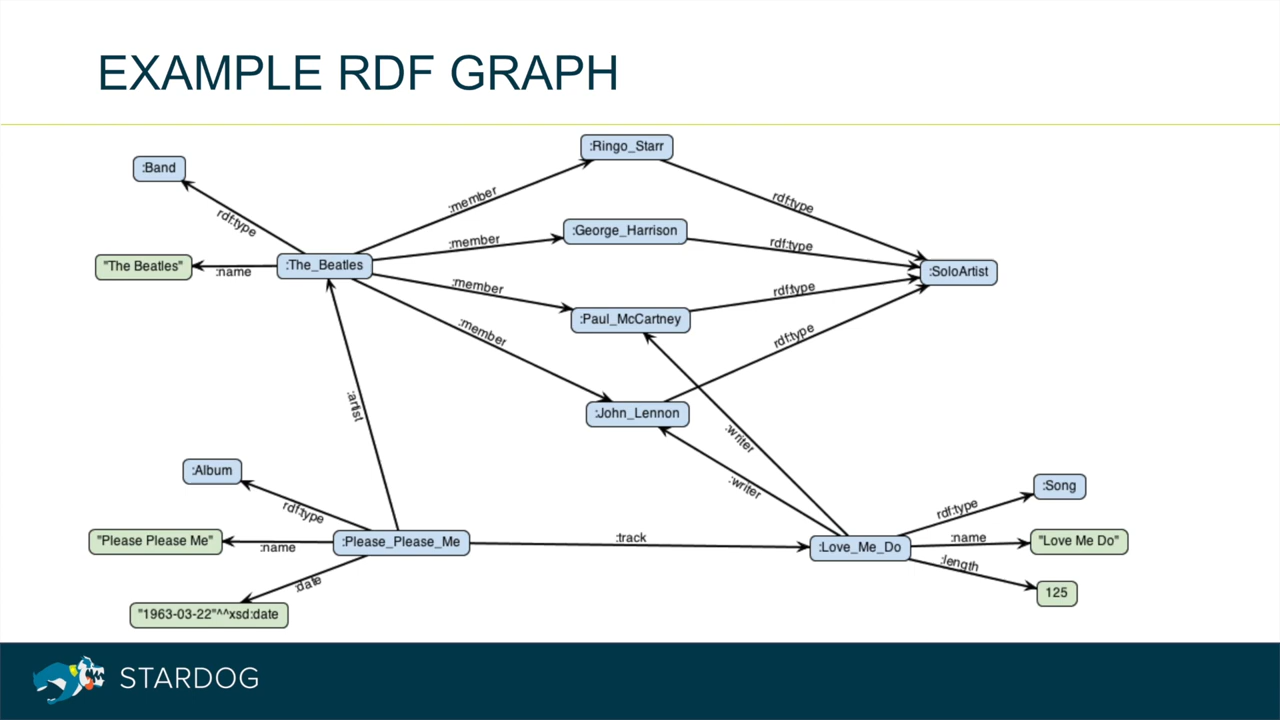 EXAMPLE RDF GRAPH
:Ringo_Starr
:Band
:member
rdf:type
rdf:type
:George_Harrison
:member
rdf:type
"The Beatles"
:name
:The_Beatles
:SoloArtist
:member
rdf:type
:Paul_McCartney
:member
rdf:type
:artist
:John_Lennon
:writer
:writer
:Album
:Song
rdf:type
rdf:type
"Please Please Me"
:name
:Please_Please_Me
:track
:Love_Me_Do
:name
"Love Me Do"
:length
:date
125
"1963-03-22"^^xsd:date
STARDOG